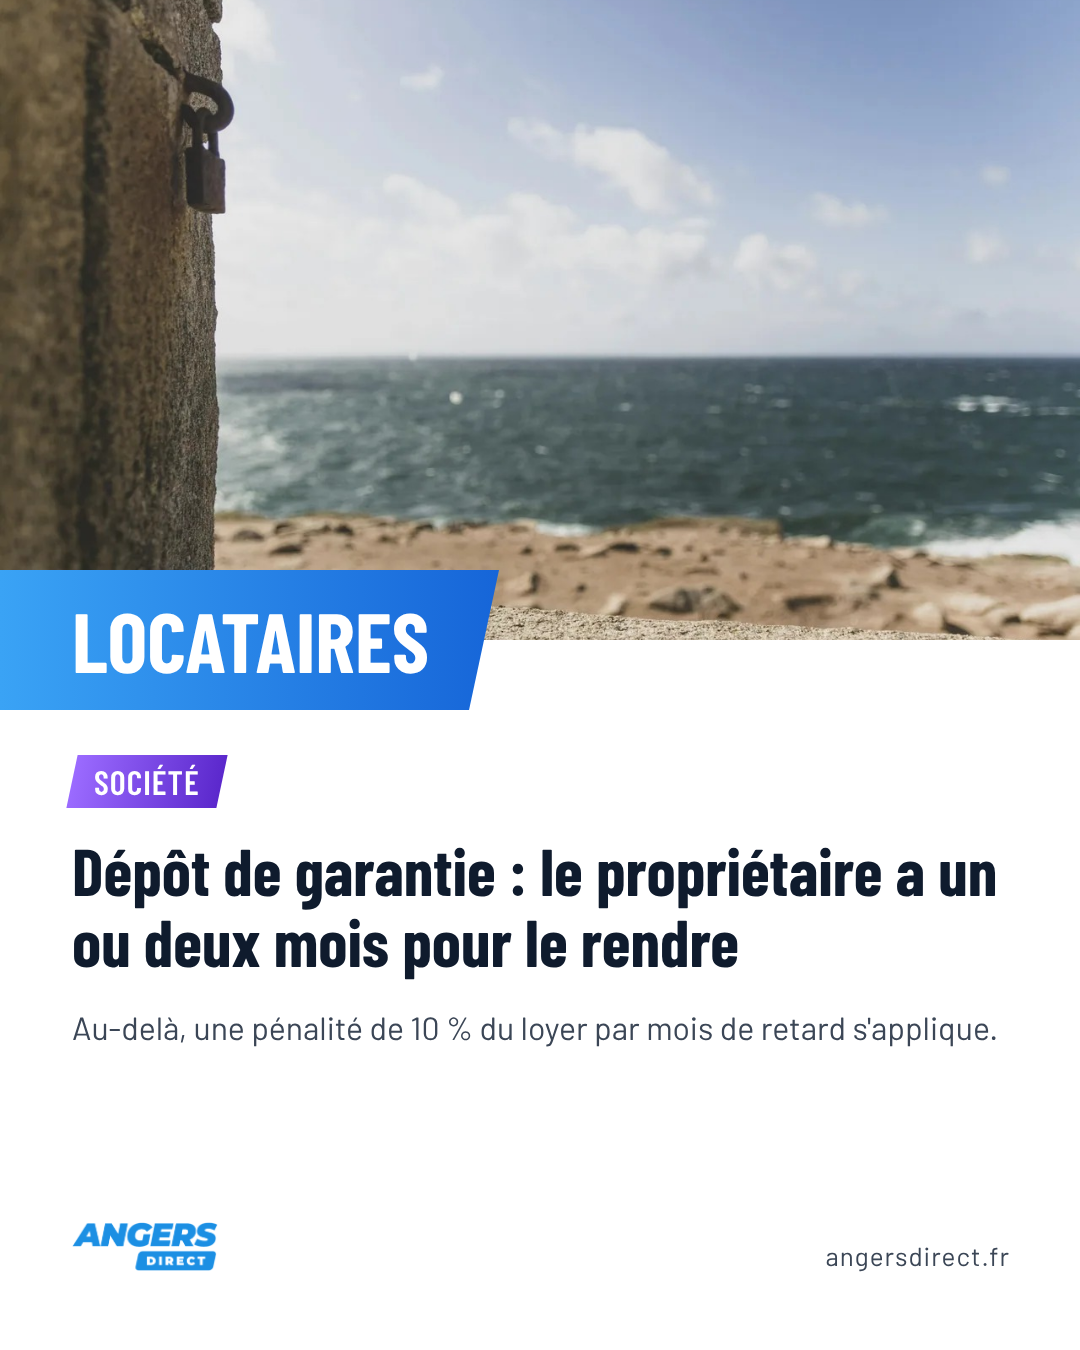 LOCATAIRES
SOCIÉTÉ
Dépôt de garantie : le propriétaire a un
ou deux mois pour le rendre
Au-delà, une pénalité de 10 % du loyer par mois de retard s'applique.
ANGERS
DIRECT
angersdirect.fr